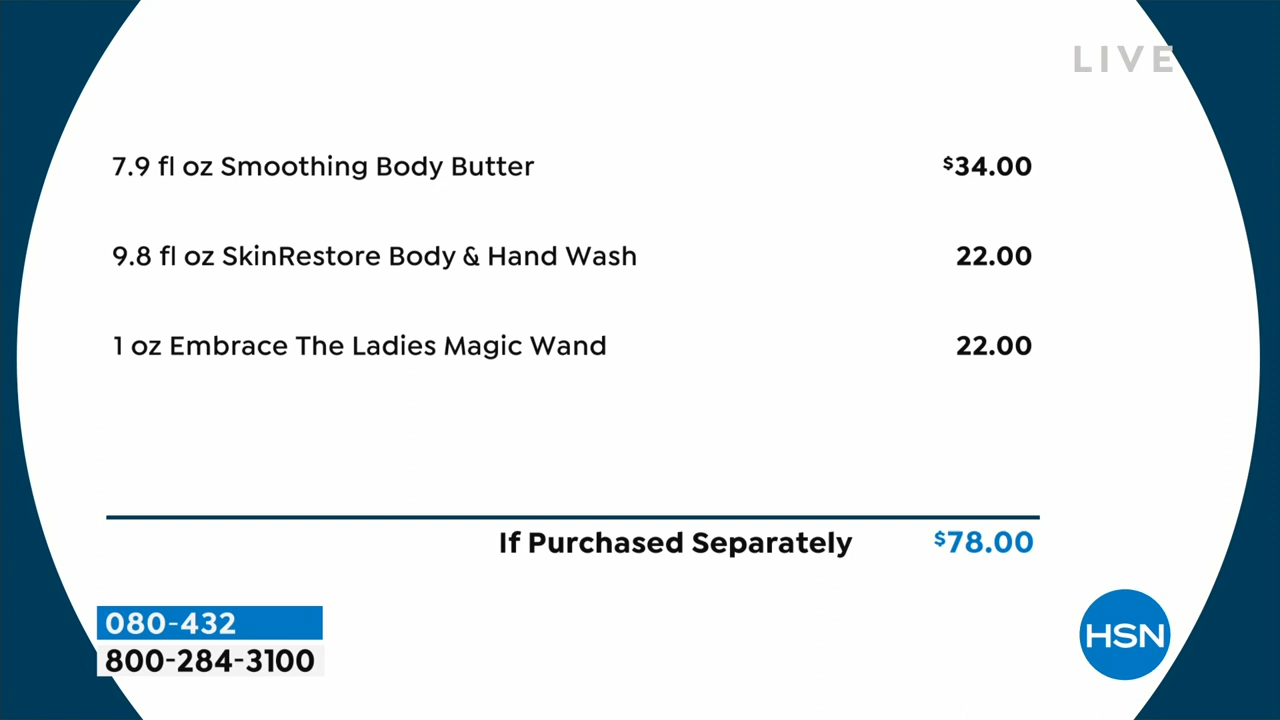 LIVE
7.9 fl oz Smoothing Body Butter $34.00
9.8 fl oz SkinRestore Body & Hand Wash 22.00
1 oz Embrace The Ladies Magic Wand 22.00
If Purchased Separately $78.00
080-432
800-284-3100
HSN